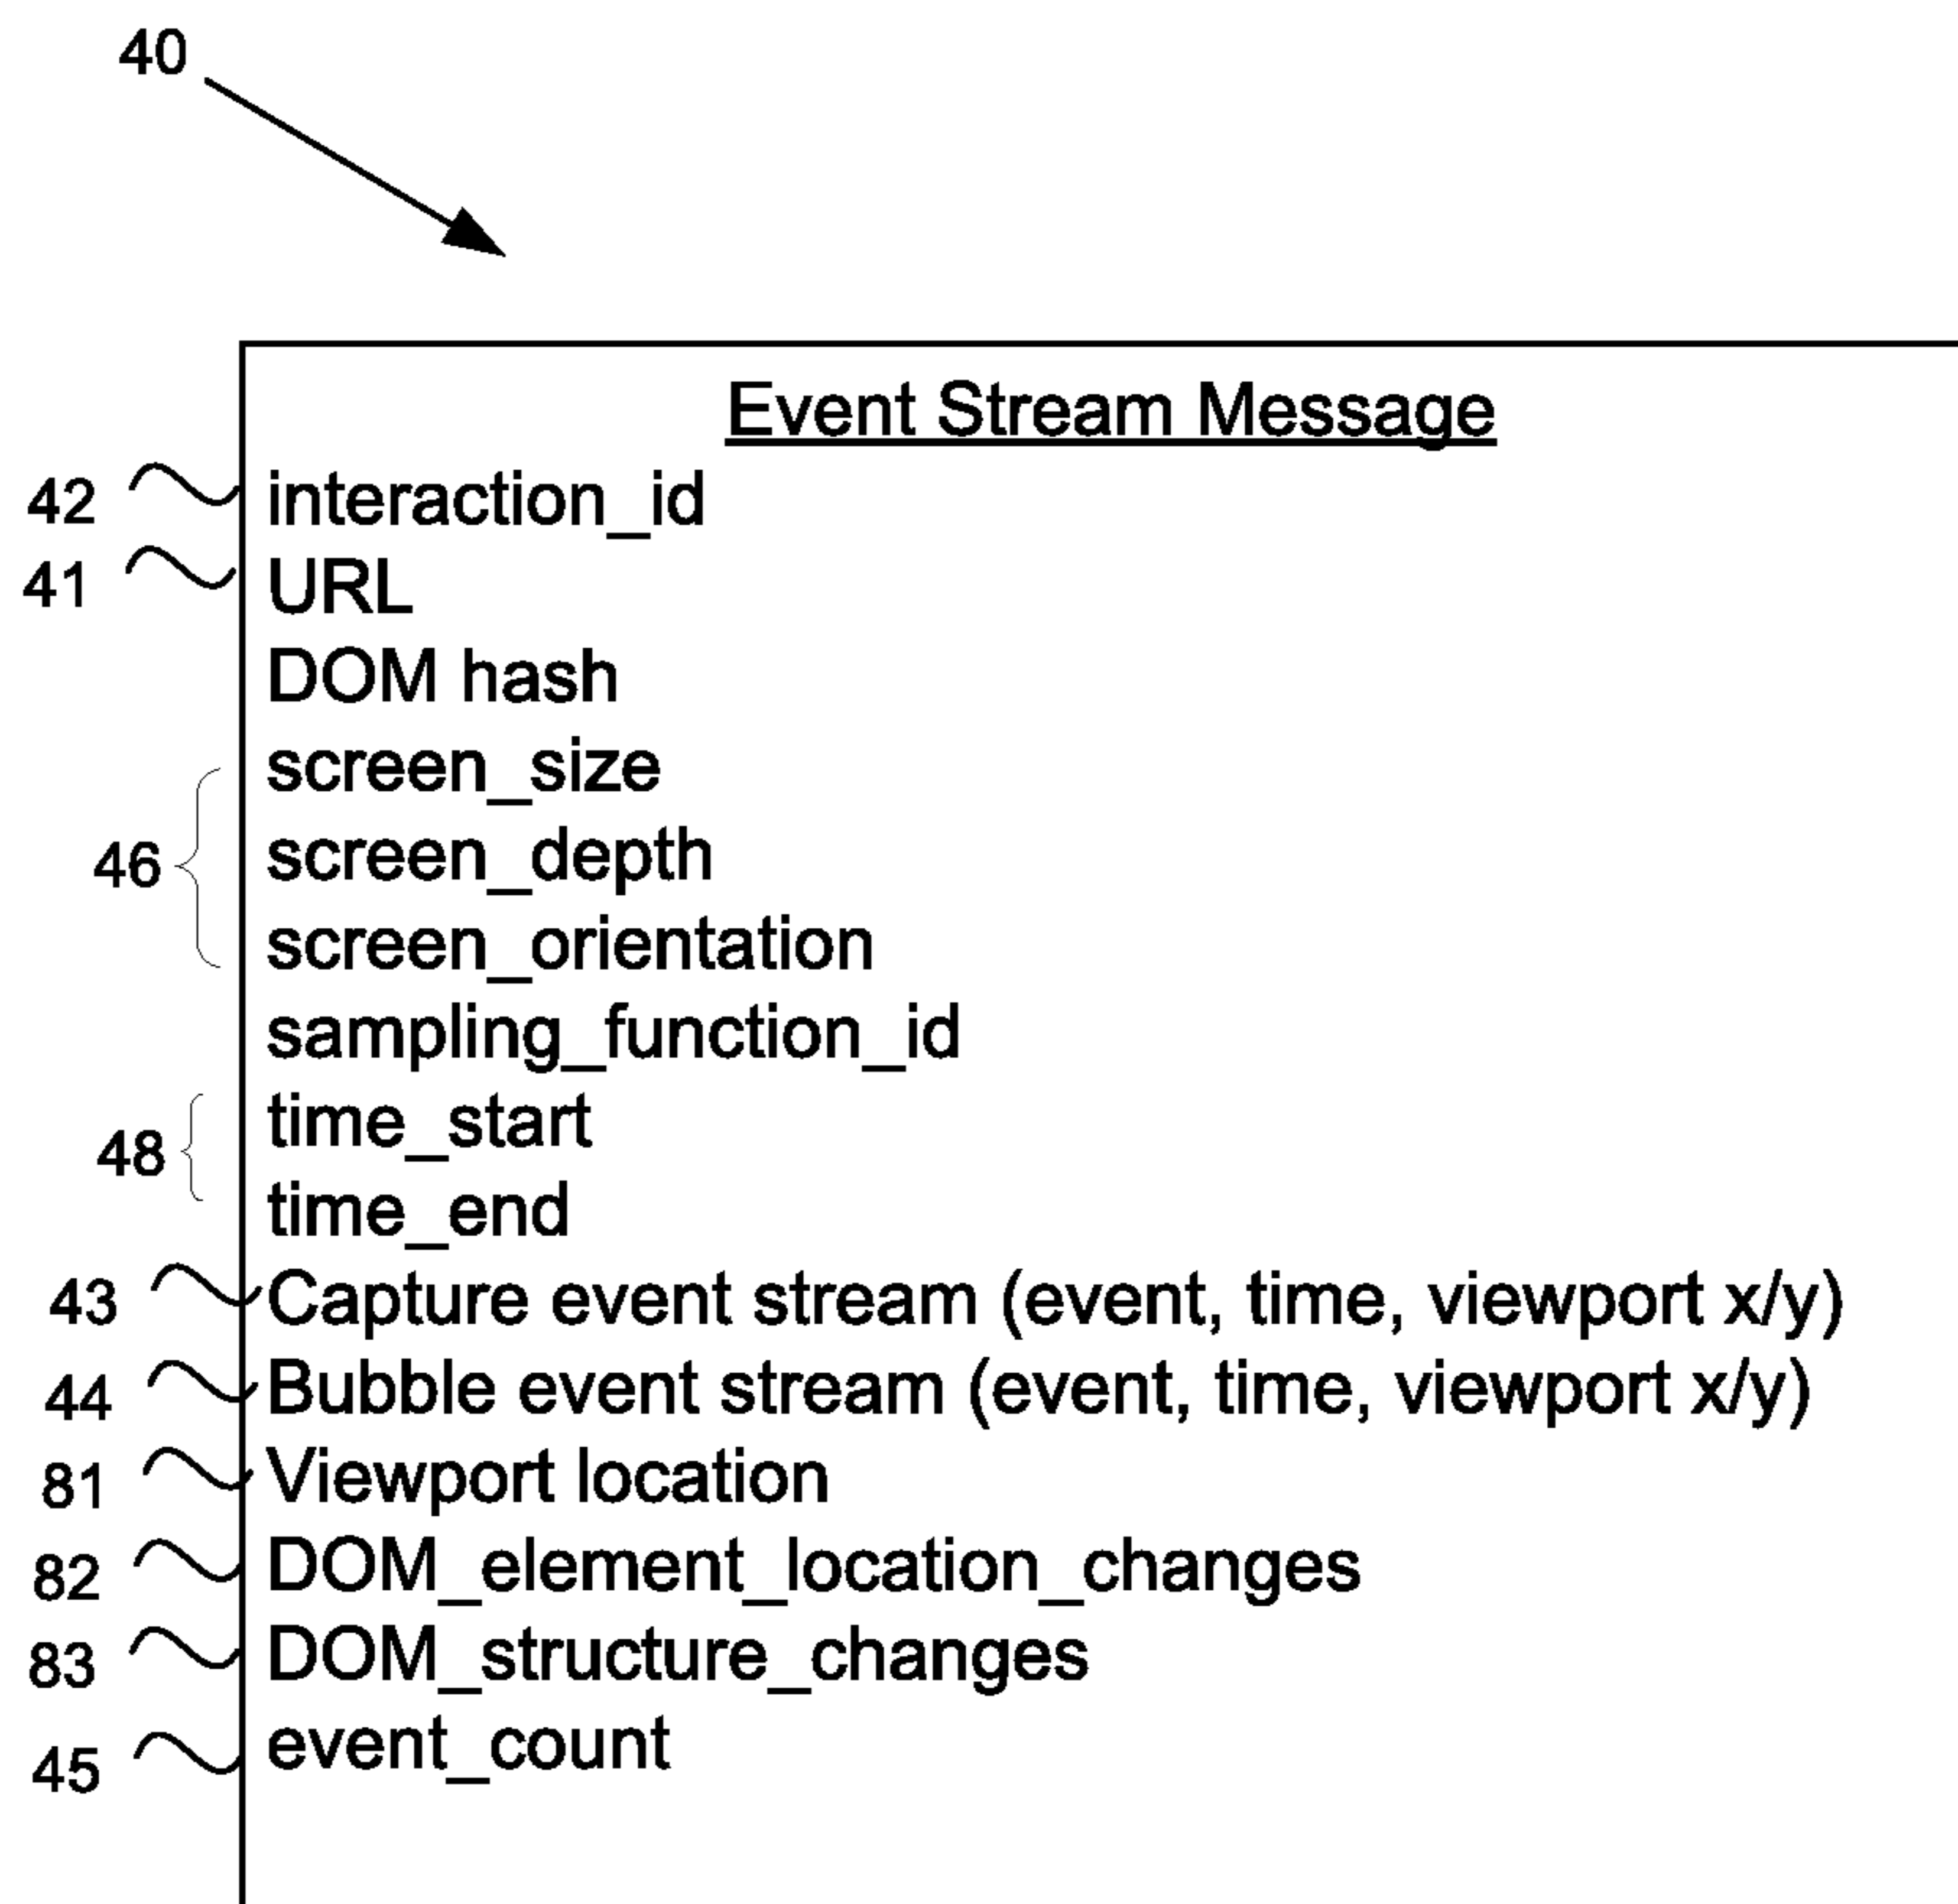 40
Event Stream Message
42 interaction_id
41 URL
DOM hash
screen_size
46 screen_depth
screen_orientation
sampling_function_id
time_start
48
time_end
43 Capture event stream (event, time, viewport x/y)
44 Bubble event stream (event, time, viewport x/y)
81 Viewport location
82 DOM_element_location_changes
83 DOM_structure_changes
45 event_count